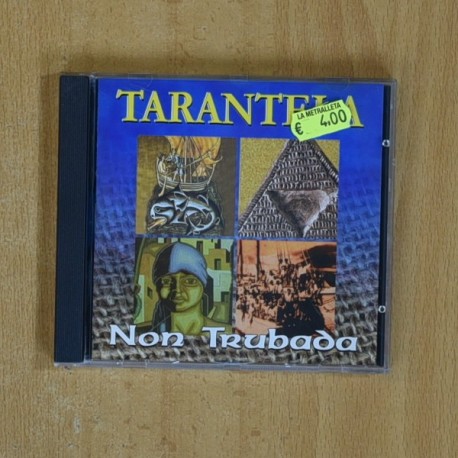 TARANTELA
LA METRALLETA
€ 4.00
Non Trubada